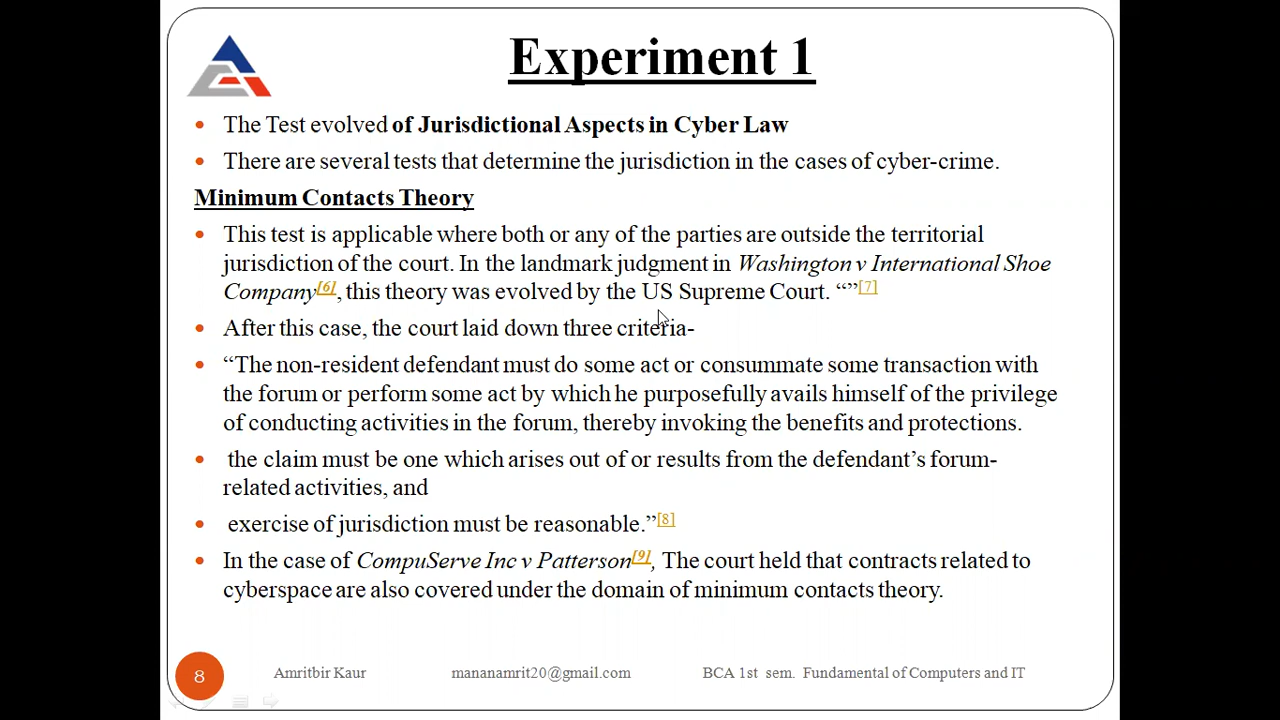 Experiment 1
• The Test evolved of Jurisdictional Aspects in Cyber Law
• There are several tests that determine the jurisdiction in the cases of cyber-crime.
Minimum Contacts Theory
• This test is applicable where both or any of the parties are outside the territorial
jurisdiction of the court. In the landmark judgment in Washington v International Shoe
Company[6], this theory was evolved by the US Supreme Court. “”[7]
• After this case, the court laid down three criteria-
• “The non-resident defendant must do some act or consummate some transaction with
the forum or perform some act by which he purposefully avails himself of the privilege
of conducting activities in the forum, thereby invoking the benefits and protections.
• the claim must be one which arises out of or results from the defendant’s forum-
related activities, and
• exercise of jurisdiction must be reasonable.”[8]
• In the case of CompuServe Inc v Patterson[9], The court held that contracts related to
cyberspace are also covered under the domain of minimum contacts theory.
8 Amritbir Kaur mananamrit20@gmail.com BCA 1st sem. Fundamental of Computers and IT